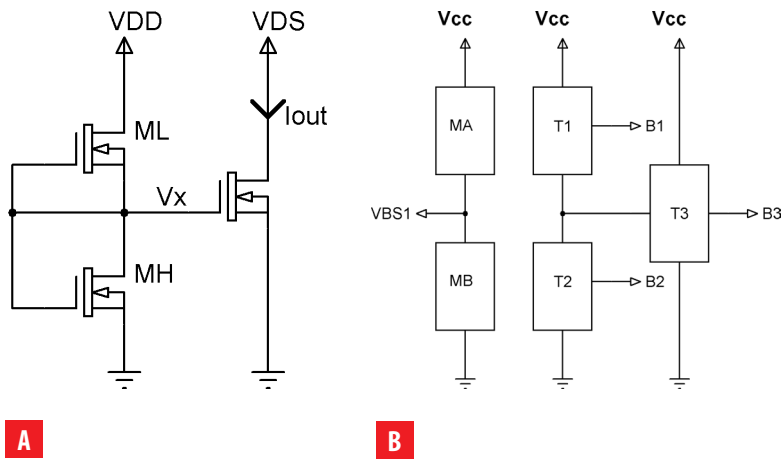 VDD
VDS
ML
Iout
Vx
MH
A
Vcc
Vcc
Vcc
MA
T1
B1
VBS1
T3
B3
MB
T2
B2
B